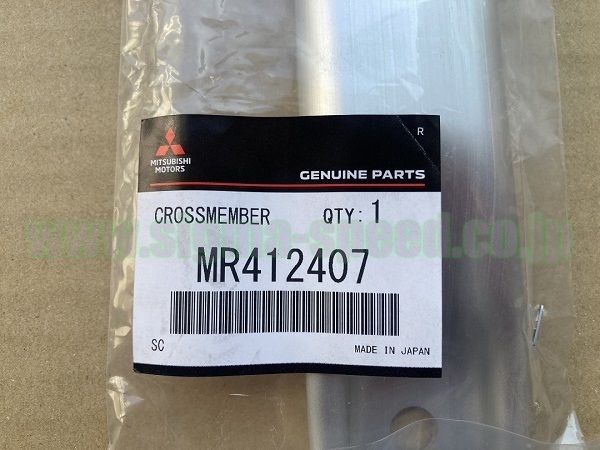 R
MITSUBISHI
MOTORS
GENUINE PARTS
CROSSMEMBER QTY: 1
www.sigma-speed.co.jp
MR412407
SC MADE IN JAPAN